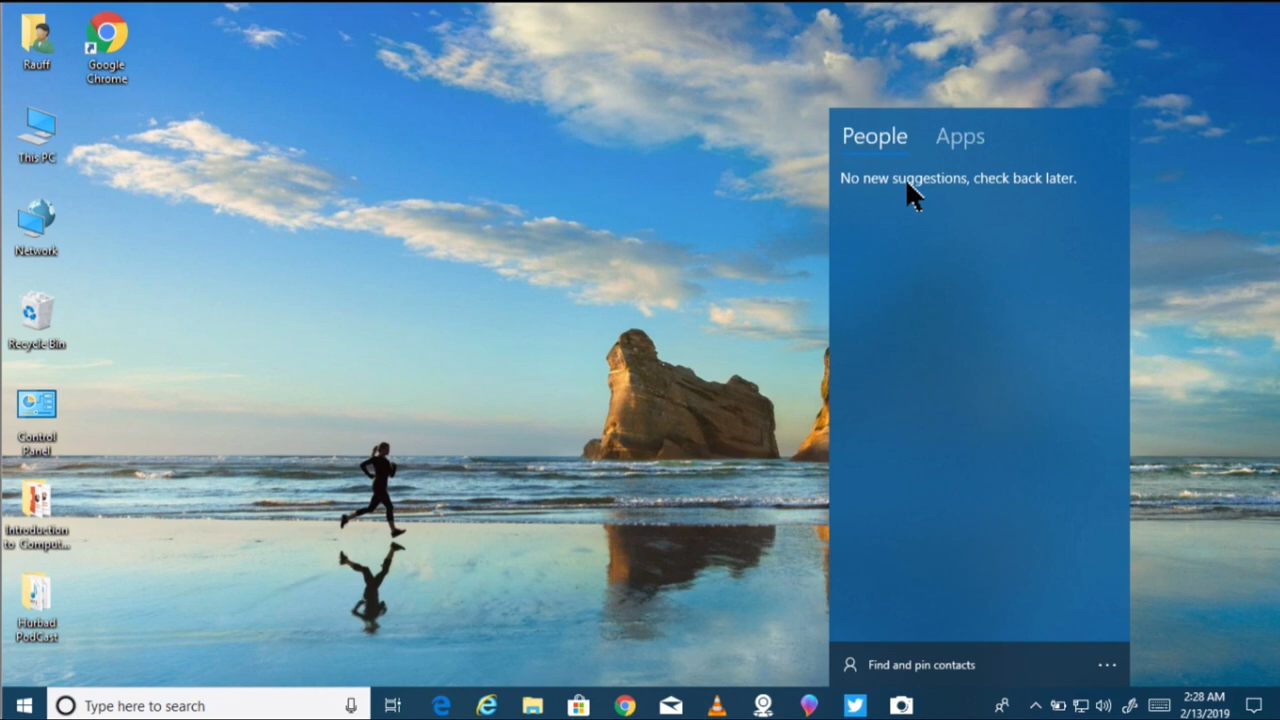 Rauff
Google
Chrome
This PC
Network
Recycle Bin
Control
Panel
Introduction
to Comput...
Hurbad
PodCast
People Apps
No new suggestions, check back later.
Find and pin contacts
Type here to search
2:28 AM
2/13/2019